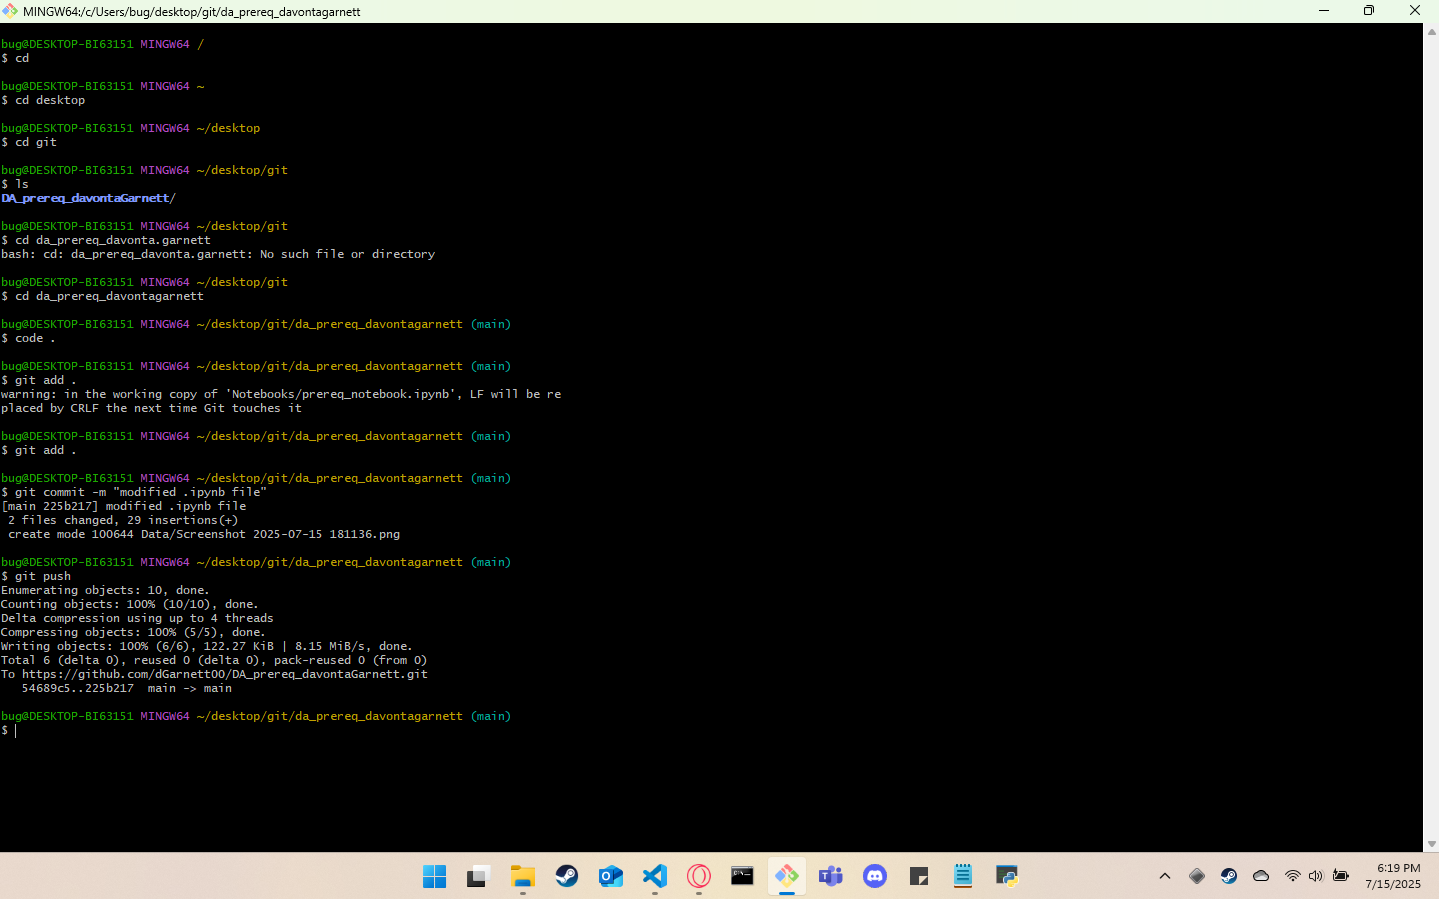 MINGW64:/c/Users/bug/desktop/git/da_prereq_davontagarnett
bug@DESKTOP-BI63151 MINGW64 /
$ cd
bug@DESKTOP-BI63151 MINGW64 ~
$ cd desktop
bug@DESKTOP-BI63151 MINGW64 ~/desktop
$ cd git
bug@DESKTOP-BI63151 MINGW64 ~/desktop/git
$ ls
DA_prereq_davontaGarnett/
bug@DESKTOP-BI63151 MINGW64 ~/desktop/git
$ cd da_prereq_davonta.garnett
bash: cd: da_prereq_davonta.garnett: No such file or directory
bug@DESKTOP-BI63151 MINGW64 ~/desktop/git
$ cd da_prereq_davontagarnett
bug@DESKTOP-BI63151 MINGW64 ~/desktop/git/da_prereq_davontagarnett (main)
$ code .
bug@DESKTOP-BI63151 MINGW64 ~/desktop/git/da_prereq_davontagarnett (main)
$ git add .
warning: in the working copy of 'Notebooks/prereq_notebook.ipynb', LF will be re
placed by CRLF the next time Git touches it
bug@DESKTOP-BI63151 MINGW64 ~/desktop/git/da_prereq_davontagarnett (main)
$ git add .
bug@DESKTOP-BI63151 MINGW64 ~/desktop/git/da_prereq_davontagarnett (main)
$ git commit -m "modified .ipynb file"
[main 225b217] modified .ipynb file
2 files changed, 29 insertions(+)
create mode 100644 Data/Screenshot 2025-07-15 181136.png
bug@DESKTOP-BI63151 MINGW64 ~/desktop/git/da_prereq_davontagarnett (main)
$ git push
Enumerating objects: 10, done.
Counting objects: 100% (10/10), done.
Delta compression using up to 4 threads
Compressing objects: 100% (5/5), done.
Writing objects: 100% (6/6), 122.27 KiB | 8.15 MiB/s, done.
Total 6 (delta 0), reused 0 (delta 0), pack-reused 0 (from 0)
To https://github.com/dGarnett00/DA_prereq_davontaGarnett.git
54689c5..225b217  main -> main
bug@DESKTOP-BI63151 MINGW64 ~/desktop/git/da_prereq_davontagarnett (main)
$
6:19 PM
7/15/2025